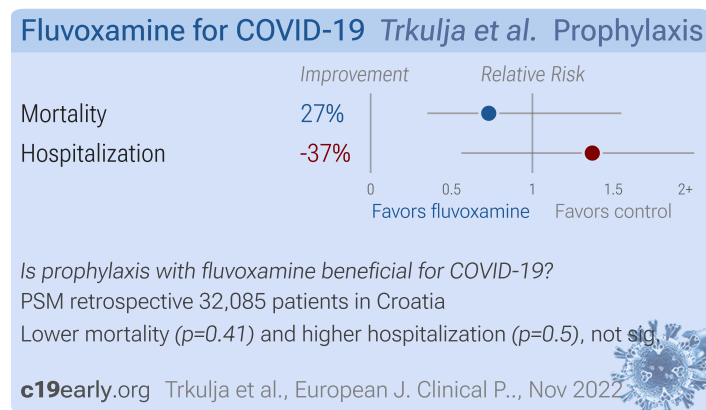 Fluvoxamine for COVID-19 Trkulja et al. Prophylaxis
Improvement Relative Risk
Mortality 27%
Hospitalization -37%
0 0.5 1 1.5 2+
Favors fluvoxamine Favors control
Is prophylaxis with fluvoxamine beneficial for COVID-19?
PSM retrospective 32,085 patients in Croatia
Lower mortality (p=0.41) and higher hospitalization (p=0.5), not sig.
c19early.org Trkulja et al., European J. Clinical P.., Nov 2022